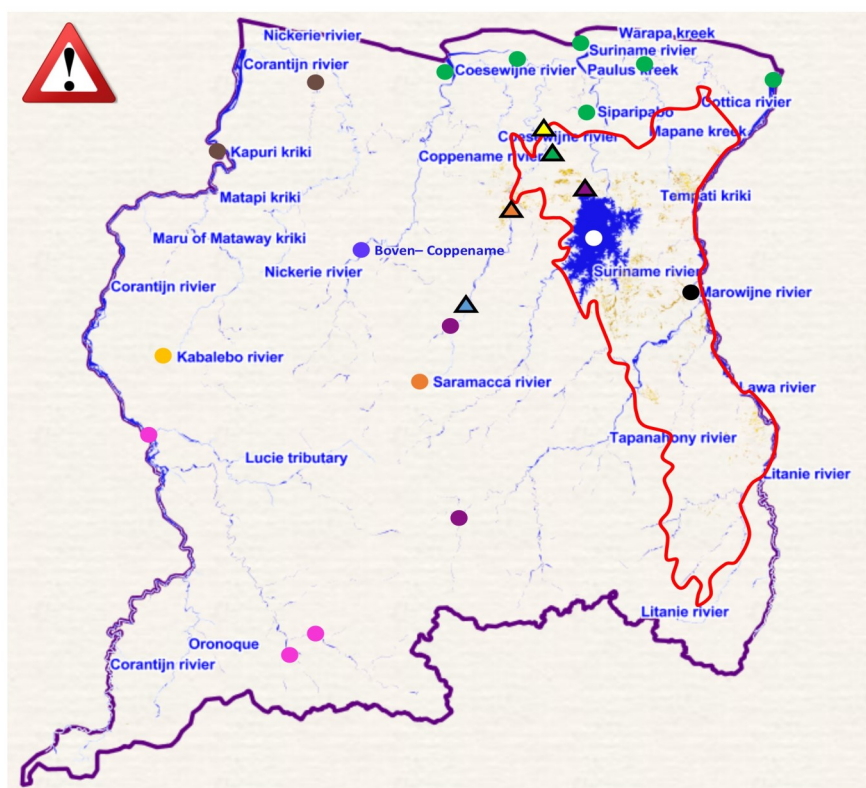 Nickerie rivier
Wärapa kreek
Suriname rivier
Corantijn rivier
Coesewijne rivier
Paulus kreek
Cottica rivier
Siparipabo
Mapane kreek
Coesewijne rivier
Kapuri kriki
Coppename rivier
Matapi kriki
Tempati kriki
Maru of Mataway kriki
Boven– Coppename
Nickerie rivier
Suriname rivier
Corantijn rivier
Marowijne rivier
Kabalebo rivier
Saramacca rivier
Lawa rivier
Tapanahony rivier
Lucie tributary
Litanie rivier
Litanie rivier
Oronoque
Corantijn rivier